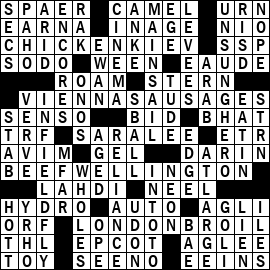 SPAER CAMEL URN
EARNA INAGE NIO
CHICKENKIEV SSP
SODO WEEN EAUDE
ROAM STERN
VIENNASAUSAGES
SENSO BID BHAT
TRF SARALEE ETR
AVIM GEL DARIN
BEEFWELLINGTON
LAHDI NEEL
HYDRO AUTO AGLI
ORF LONDONBROIL
THL EPCOT AGLEE
TOY SEENO EEINS